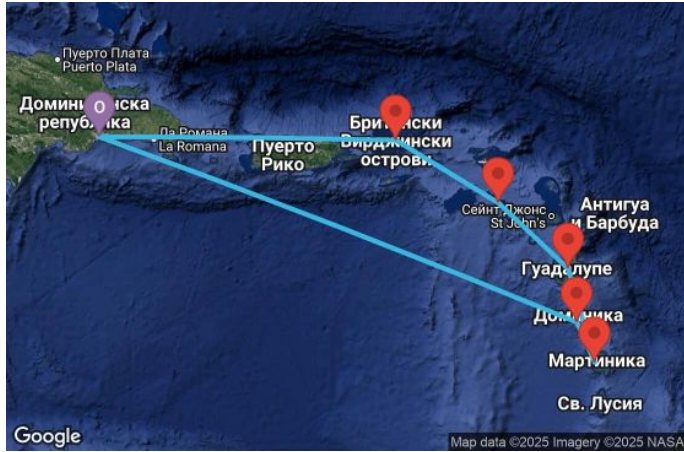 Пуерто Плата
Puerto Plata
Доминиканска
република
O
Ла Романа
La Romana
Пуерто
Рико
Британски
Вирджински
острови
Сейнт Джонс
St John's
Антигуа
и Барбуда
Гуадалупе
Доминика
Мартиника
Св. Лусия
Google
Map data ©2025 Imagery ©2025 NASA